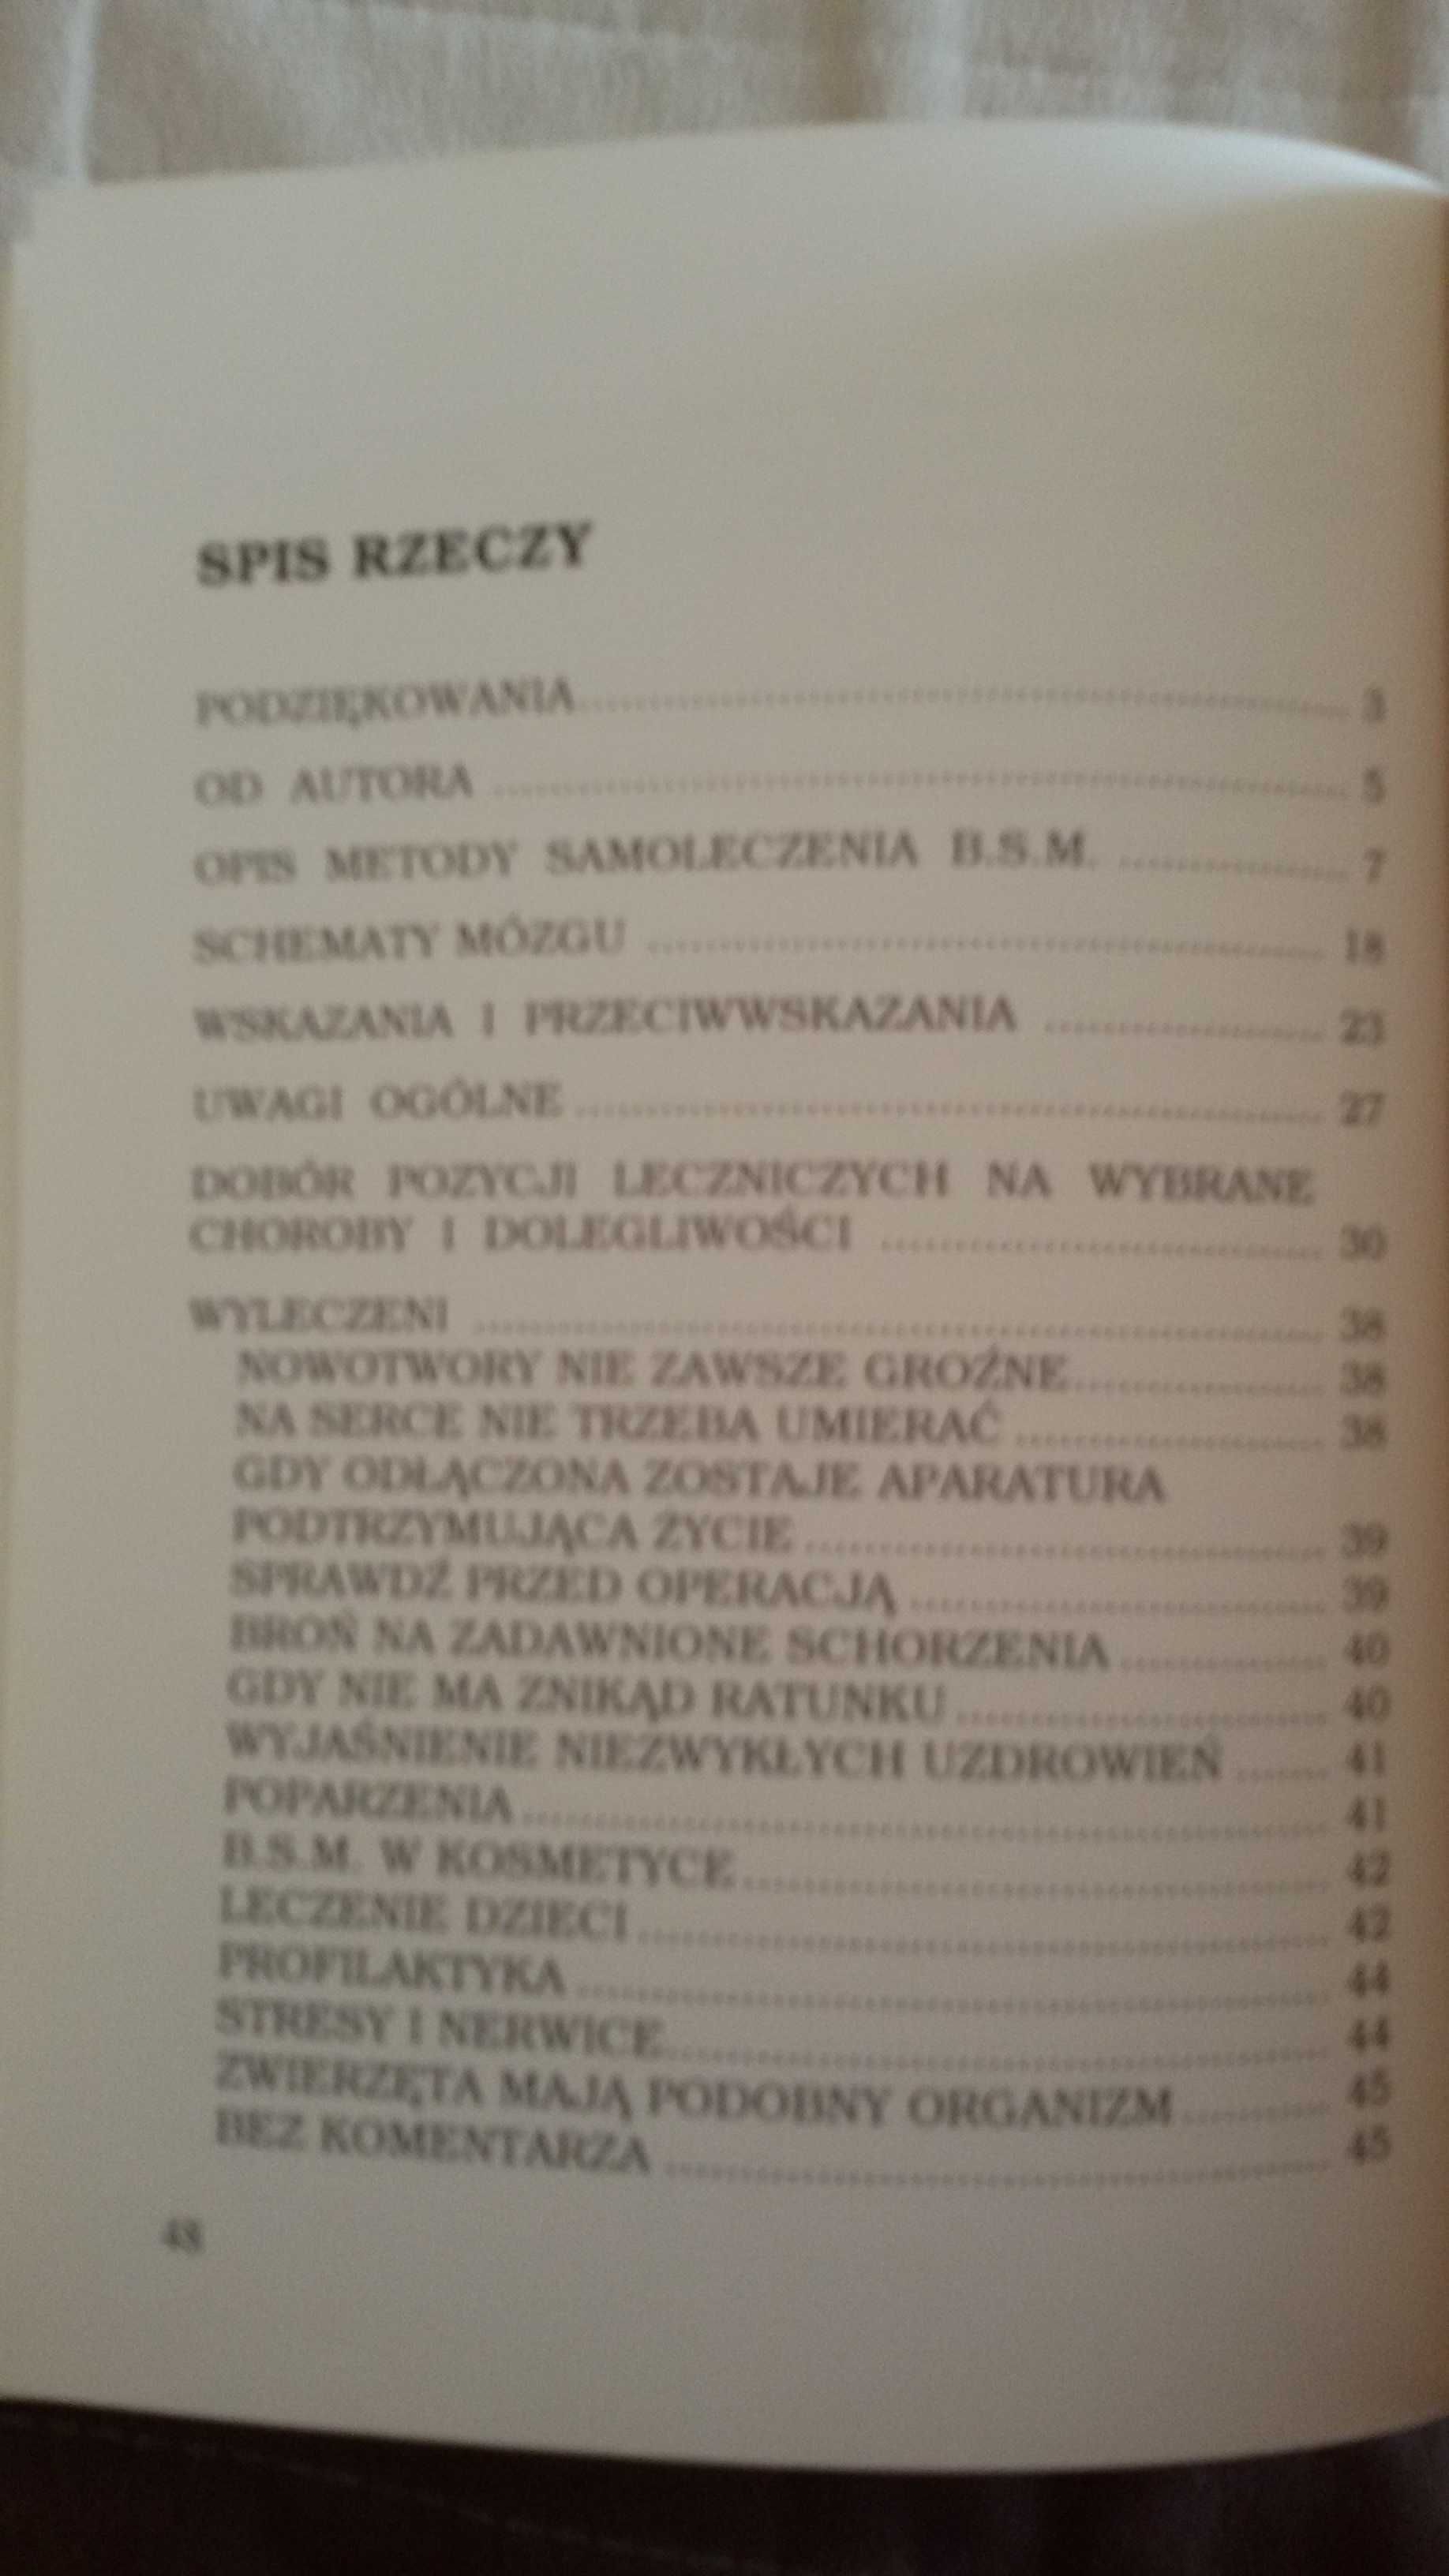 SPIS RZECZY
PODZIĘKOWANIA ........ 3
OD AUTORA ........ 5
OPIS METODY SAMOLECZENIA B.S.M. ........ 7
SCHEMATY MÓZGU ........ 18
WSKAZANIA I PRZECIWWSKAZANIA ........ 23
UWAGI OGÓLNE ........ 27
DOBÓR POZYCJI LECZNICZYCH NA WYBRANE
CHOROBY I DOLEGLIWOŚCI ........ 30
WYLECZENI ........ 38
NOWOTWORY NIE ZAWSZE GROŹNE ........ 38
NA SERCE NIE TRZEBA UMIERAĆ ........ 38
GDY ODŁĄCZONA ZOSTAJE APARATURA
PODTRZYMUJĄCA ŻYCIE ........ 39
SPRAWDŹ PRZED OPERACJĄ ........ 39
BROŃ NA ZADAWNIONE SCHORZENIA ........ 40
GDY NIE MA ZNIKĄD RATUNKU ........ 40
WYJAŚNIENIE NIEZWYKŁYCH UZDROWIEŃ ........ 41
POPARZENIA ........ 41
B.S.M. W KOSMETYCE ........ 42
LECZENIE DZIECI ........ 42
PROFILAKTYKA ........ 44
STRESY I NERWICE ........ 44
ZWIERZĘTA MAJĄ PODOBNY ORGANIZM ........ 45
BEZ KOMENTARZA ........ 45
48